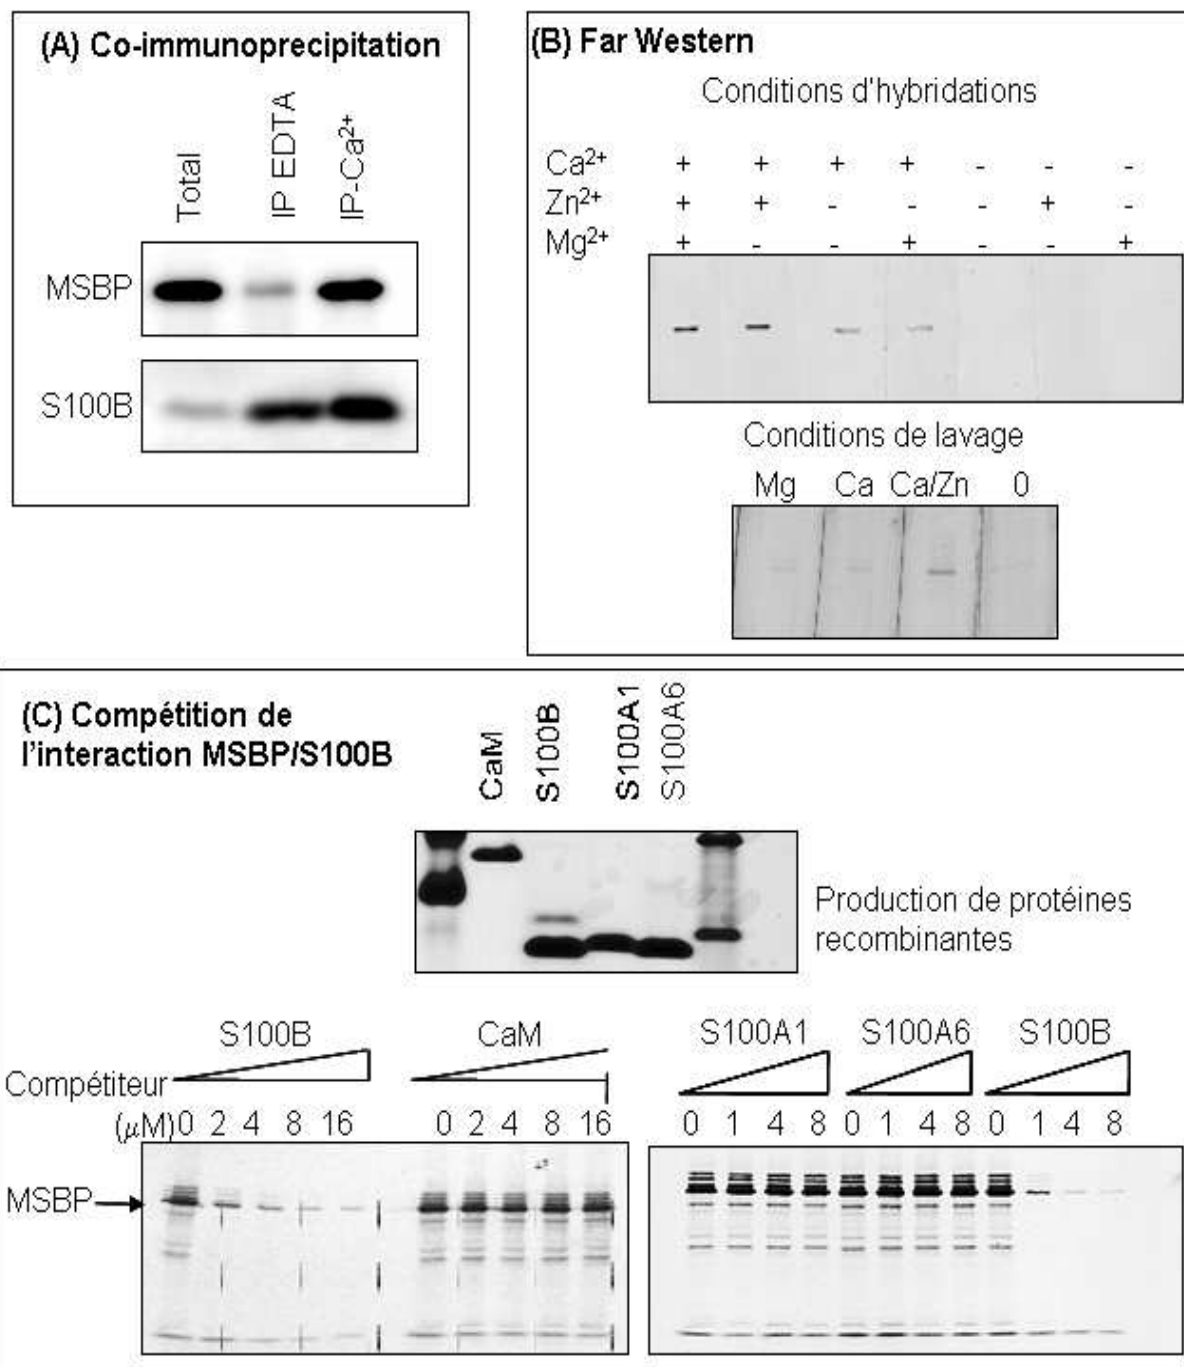 (A) Co-immunoprecipitation
Total
IP EDTA
IP-Ca²⁺
MSBP
S100B
(B) Far Western
Conditions d'hybridations
Ca²⁺ + + + + - - -
Zn²⁺ + + - - - + -
Mg²⁺ + - - + - - +
Conditions de lavage
Mg Ca Ca/Zn 0
(C) Compétition de
l'interaction MSBP/S100B
CaM
S100B
S100A1
S100A6
Production de protéines
recombinantes
S100B CaM S100A1 S100A6 S100B
Compétiteur
(μM) 0 2 4 8 16 0 2 4 8 16 0 1 4 8 0 1 4 8 0 1 4 8
MSBP